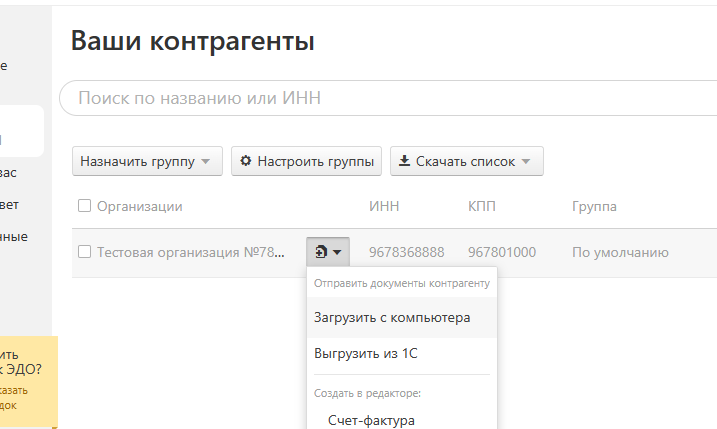 Ваши контрагенты
е
Поиск по названию или ИНН
вас
Назначить группу
Настроить группы
Скачать список
вет
Организации ИНН КПП Группа
нные
Тестовая организация №78... 9678368888 967801000 По умолчанию
Отправить документы контрагенту
Загрузить с компьютера
Выгрузить из 1С
ить
к ЭДО?
Создать в редакторе:
казать
док
Счет-фактура